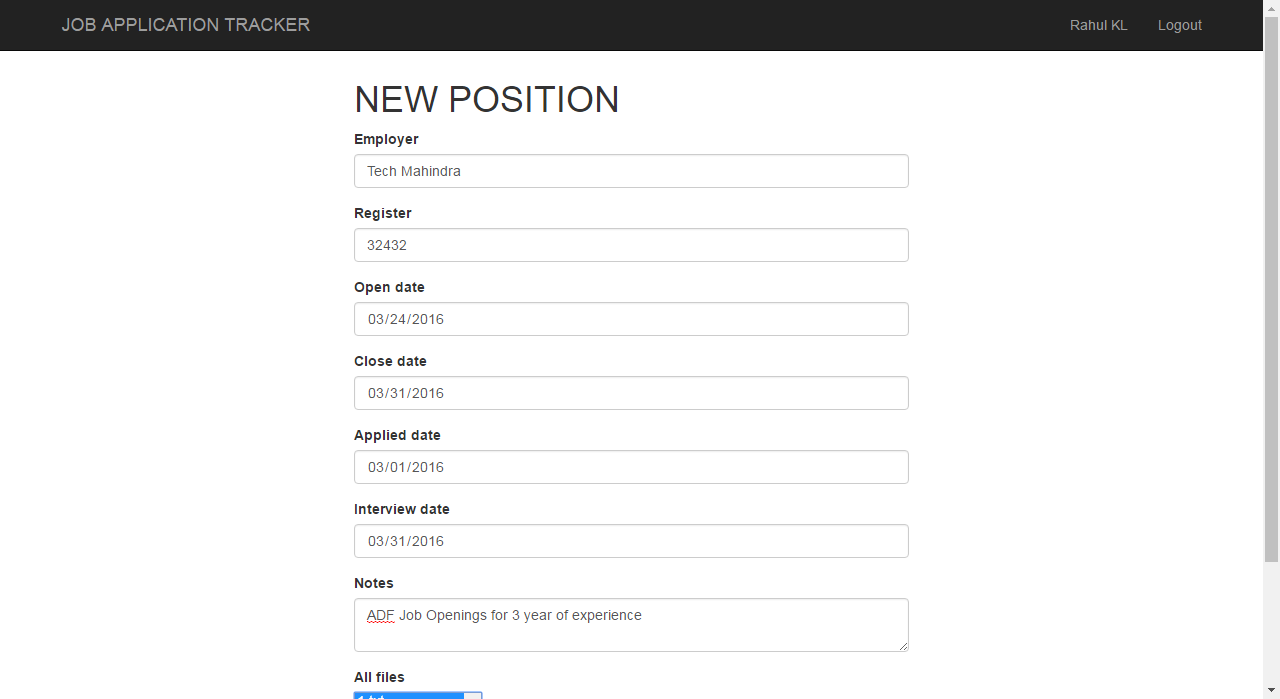 JOB APPLICATION TRACKER
Rahul KL
Logout
NEW POSITION
Employer
Tech Mahindra
Register
32432
Open date
03/24/2016
Close date
03/31/2016
Applied date
03/01/2016
Interview date
03/31/2016
Notes
ADF Job Openings for 3 year of experience
All files